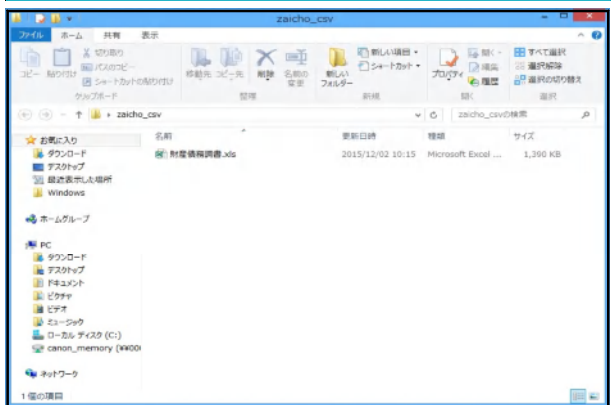 zaicho_csv
ファイル ホーム 共有 表示
コピー 貼り付け 切り取り パスのコピー ショートカットの貼り付け
移動先 コピー先 削除 名前の変更
新しいフォルダー 新しい項目 ショートカット
プロパティ 開く 編集 履歴
すべて選択 選択解除 選択の切り替え
クリップボード 整理 新規 開く 選択
zaicho_csv zaicho_csvの検索
名前 更新日時 種類 サイズ
財産債務調書.xls 2015/12/02 10:15 Microsoft Excel ... 1,390 KB
お気に入り
ダウンロード
デスクトップ
最近表示した場所
Windows
ホームグループ
PC
ダウンロード
デスクトップ
ドキュメント
ピクチャ
ビデオ
ミュージック
ローカル ディスク (C:)
canon_memory (¥¥00
ネットワーク
1 個の項目